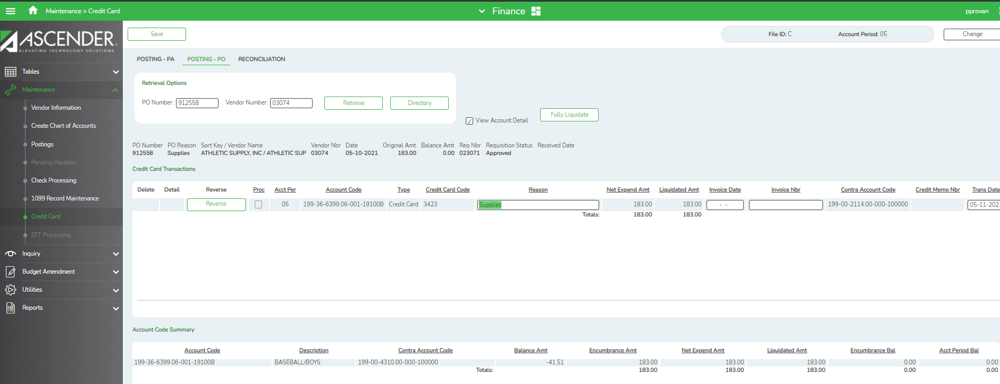 Maintenance > Credit Card
Finance
pprovan
ASCENDER
ELEVATING TECHNOLOGY SOLUTIONS
Tables
Maintenance
Vendor Information
Create Chart of Accounts
Postings
Pending Payables
Check Processing
1099 Record Maintenance
Credit Card
EFT Processing
Inquiry
Budget Amendment
Utilities
Reports
Save
File ID: C Account Period: 05
Change
POSTING - PA POSTING - PO RECONCILIATION
Retrieval Options
PO Number: 912558 Vendor Number: 03074 Retrieve Directory
View Account Detail Fully Liquidate
PO Number PO Reason Sort Key / Vendor Name Vendor Nbr Date Original Amt Balance Amt Req Nbr Requisition Status Received Date
912558 Supplies ATHLETIC SUPPLY, INC / ATHLETIC SUP 03074 05-10-2021 183.00 0.00 023071 Approved
Credit Card Transactions
Delete Detail Reverse Proc Acct Per Account Code Type Credit Card Code Reason Net Expend Amt Liquidated Amt Invoice Date Invoice Nbr Contra Account Code Credit Memo Nbr Trans Date
Reverse 05 199-36-6399.06-001-19100B Credit Card 3423 Supplies 183.00 183.00 - - 199-00-2114.00-000-100000 05-11-202
Totals: 183.00 183.00
Account Code Summary
Account Code Description Contra Account Code Balance Amt Encumbrance Amt Net Expend Amt Liquidated Amt Encumbrance Bal Acct Period Bal
199-36-6399.06-001-19100B BASEBALL/BOYS 199-00-4310.00-000-100000 -41.51 183.00 183.00 183.00 0.00 0.00
Totals: 183.00 183.00 183.00 0.00 0.00